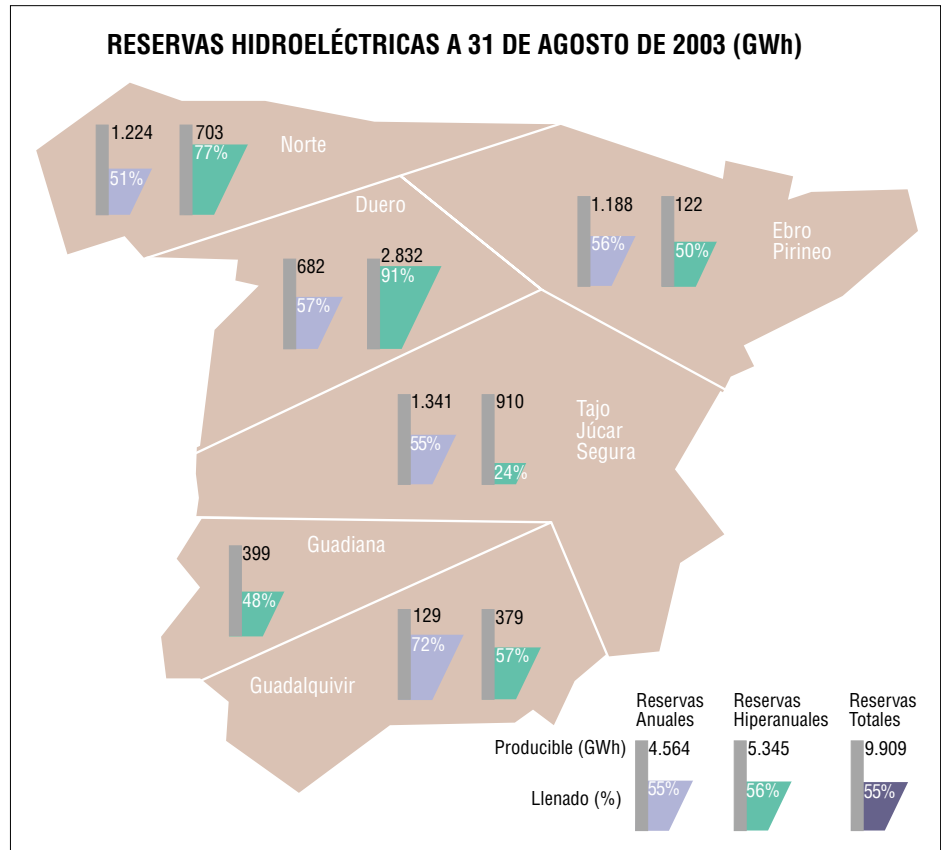 RESERVAS HIDROELÉCTRICAS A 31 DE AGOSTO DE 2003 (GWh)
1.224
703
Norte
51%
77%
Duero
682
2.832
57%
91%
1.188
122
56%
50%
Ebro
Pirineo
1.341
910
55%
24%
Tajo
Júcar
Segura
Guadiana
399
48%
129
379
72%
57%
Guadalquivir
Reservas
Anuales
Reservas
Hiperanuales
Reservas
Totales
Producible (GWh)
4.564
5.345
9.909
Llenado (%)
55%
56%
55%